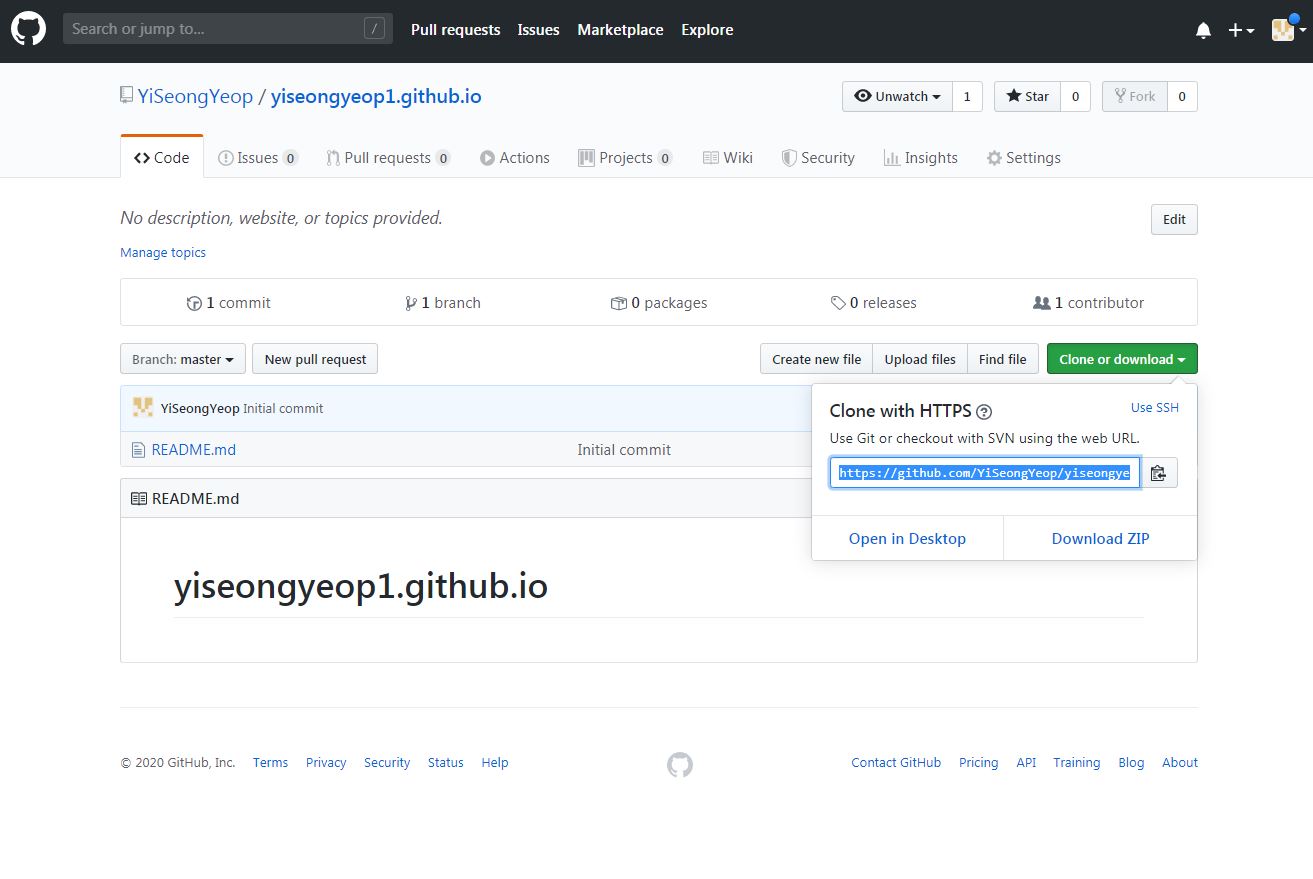 Search or jump to... / Pull requests Issues Marketplace Explore
YiSeongYeop / yiseongyeop1.github.io Unwatch 1 Star 0 Fork 0
Code Issues 0 Pull requests 0 Actions Projects 0 Wiki Security Insights Settings
No description, website, or topics provided. Edit
Manage topics
1 commit 1 branch 0 packages 0 releases 1 contributor
Branch: master New pull request Create new file Upload files Find file Clone or download
YiSeongYeop Initial commit
README.md Initial commit
Clone with HTTPS ? Use SSH
Use Git or checkout with SVN using the web URL.
https://github.com/YiSeongYeop/yiseongye
Open in Desktop Download ZIP
README.md
yiseongyeop1.github.io
© 2020 GitHub, Inc. Terms Privacy Security Status Help Contact GitHub Pricing API Training Blog About